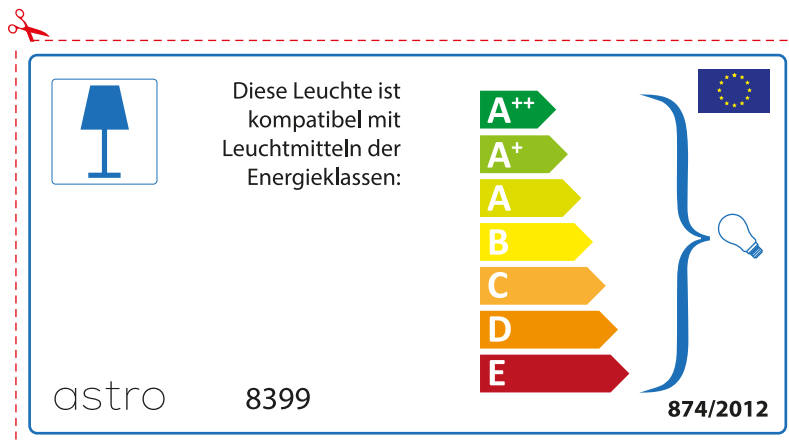 Diese Leuchte ist
kompatibel mit
Leuchtmitteln der
Energieklassen:
A++
A+
A
B
C
D
E
astro
8399
874/2012